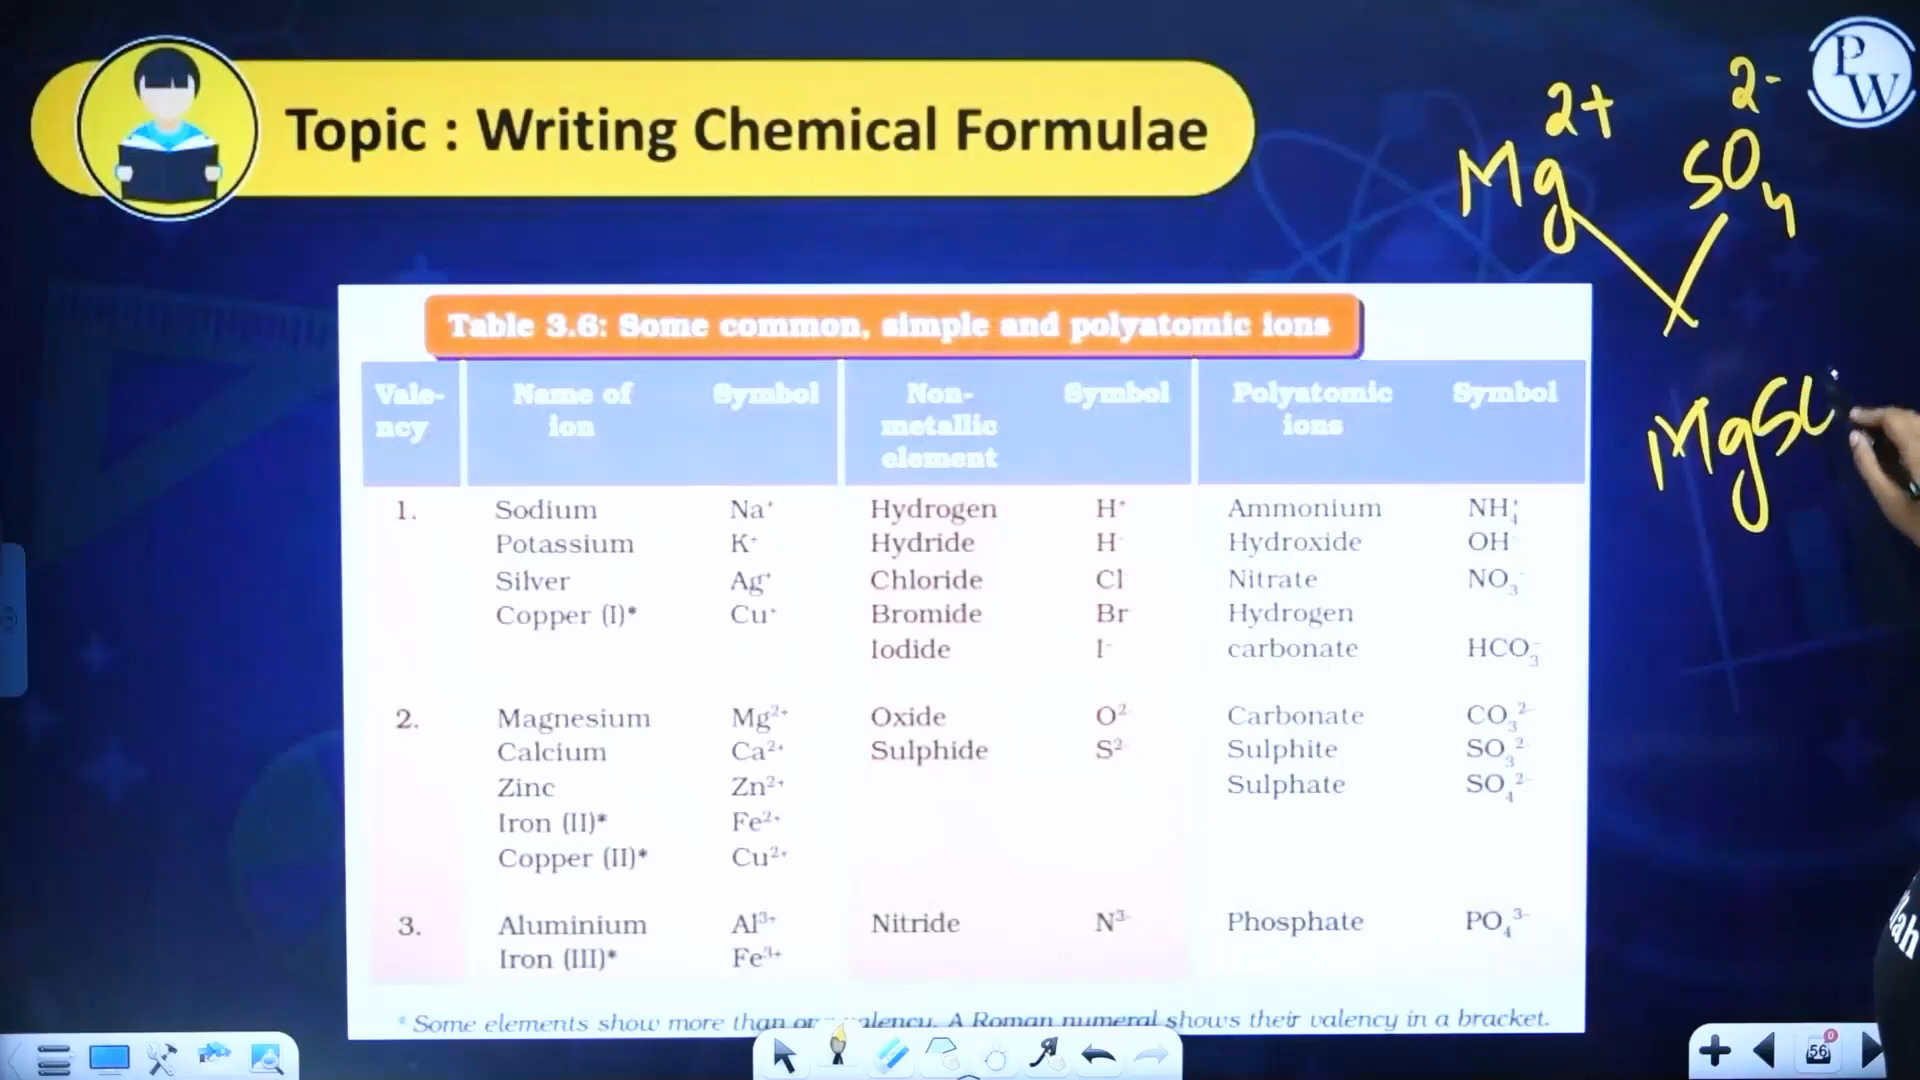 Topic : Writing Chemical Formulae
PW
Mg²⁺ SO₄²⁻
MgSO
Table 3.6: Some common, simple and polyatomic ions
Vale-ncy Name of ion Symbol Non-metallic element Symbol Polyatomic ions Symbol
1. Sodium Na⁺ Hydrogen H⁺ Ammonium NH₄⁺
Potassium K⁺ Hydride H⁻ Hydroxide OH⁻
Silver Ag⁺ Chloride Cl⁻ Nitrate NO₃⁻
Copper (I)* Cu⁺ Bromide Br⁻ Hydrogen
Iodide I⁻ carbonate HCO₃⁻
2. Magnesium Mg²⁺ Oxide O²⁻ Carbonate CO₃²⁻
Calcium Ca²⁺ Sulphide S²⁻ Sulphite SO₃²⁻
Zinc Zn²⁺ Sulphate SO₄²⁻
Iron (II)* Fe²⁺
Copper (II)* Cu²⁺
3. Aluminium Al³⁺ Nitride N³⁻ Phosphate PO₄³⁻
Iron (III)* Fe³⁺
* Some elements show more than one valency. A Roman numeral shows their valency in a bracket.
56
0